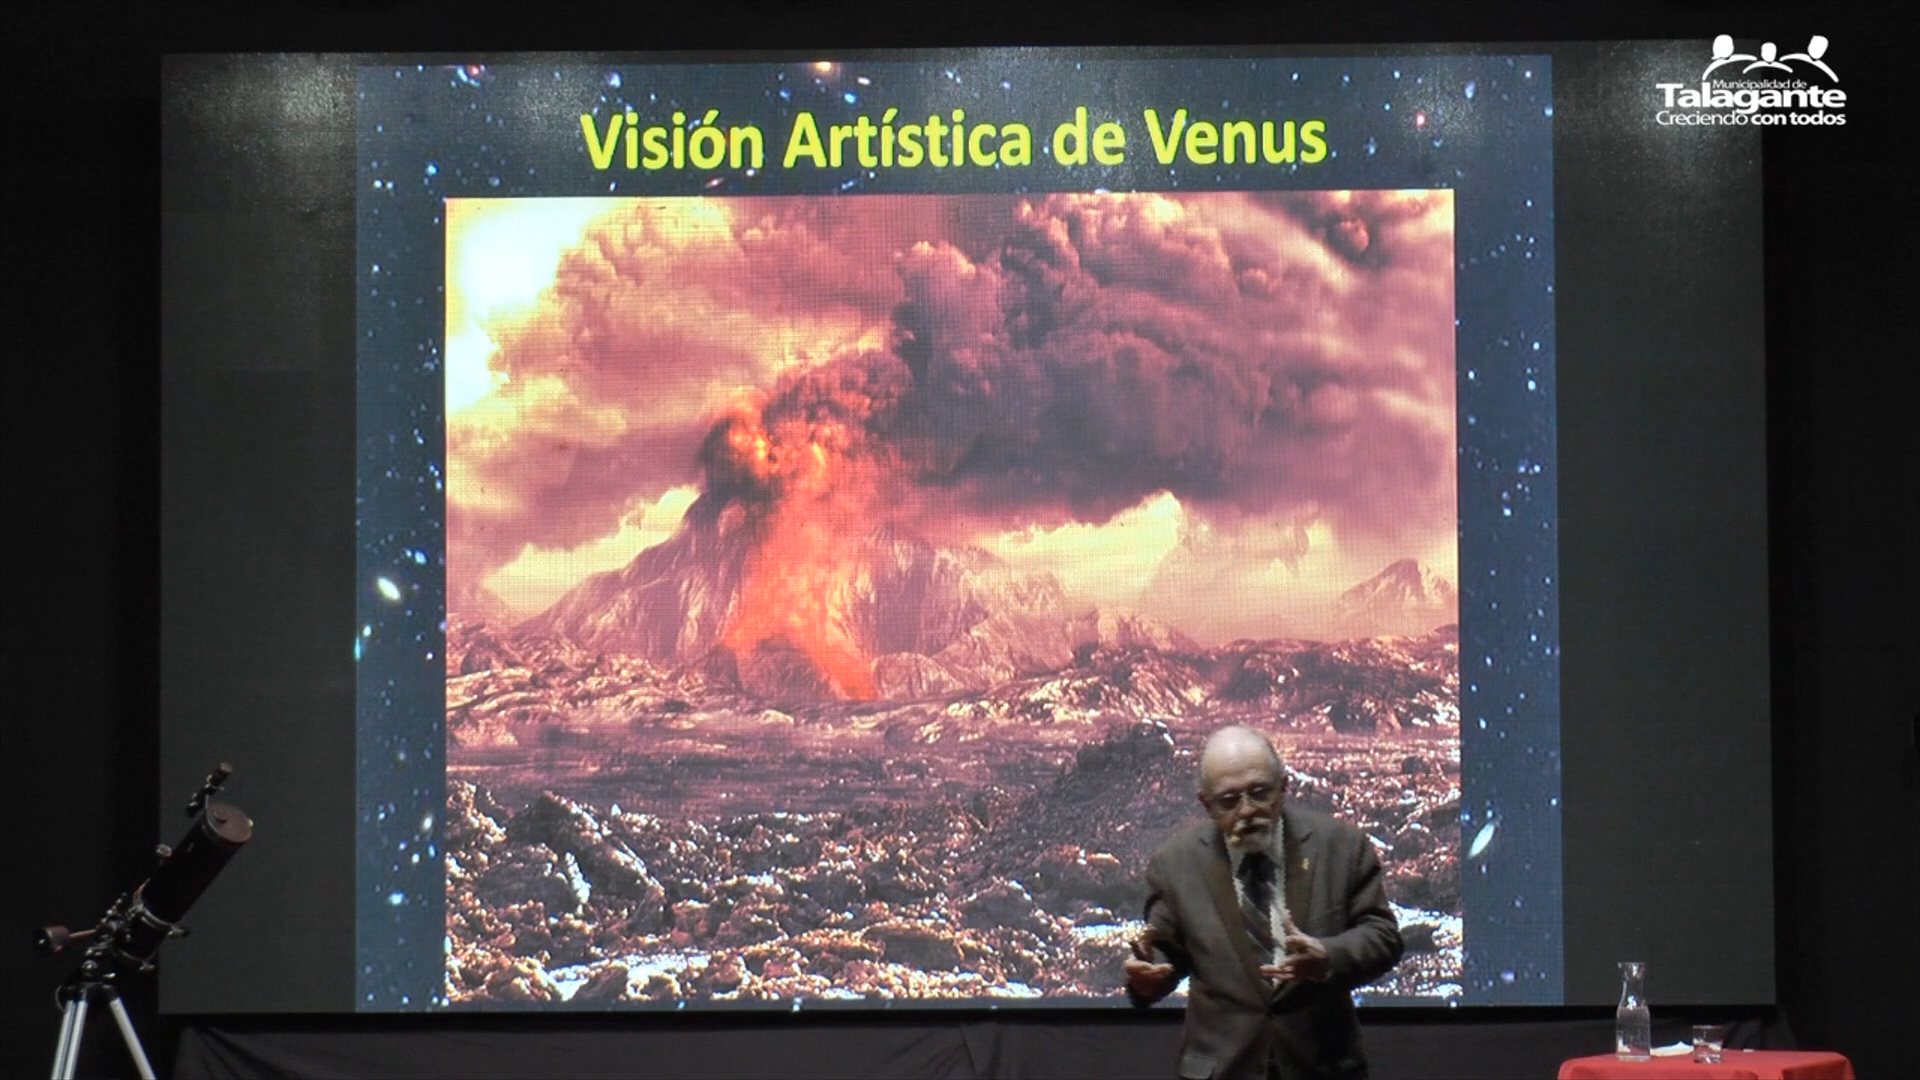 Visión Artística de Venus
Municipalidad de
Talagante
Creciendo con todos